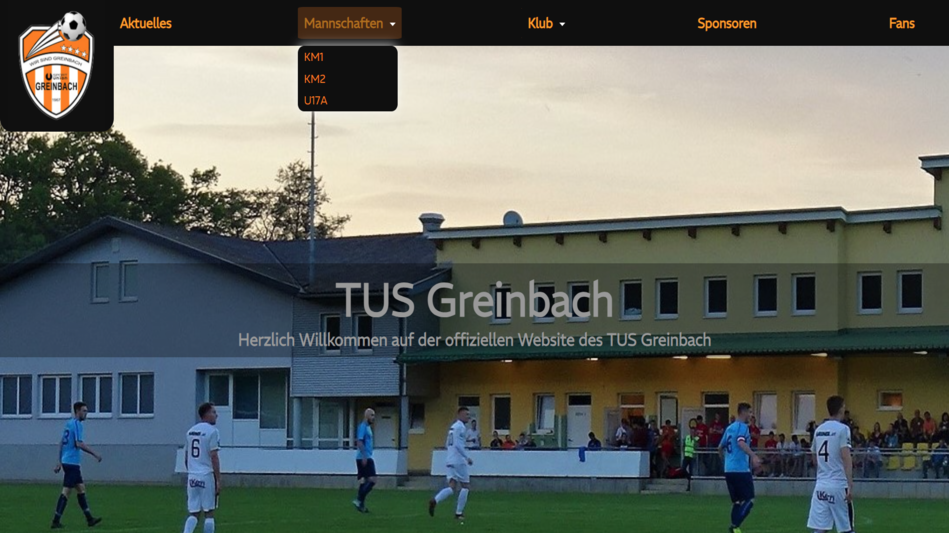 Aktuelles
Mannschaften
Klub
Sponsoren
Fans
KM1
KM2
U17A
WIR SIND GREINBACH
GREINBACH
TUS Greinbach
Herzlich Willkommen auf der offiziellen Website des TUS Greinbach
6
4